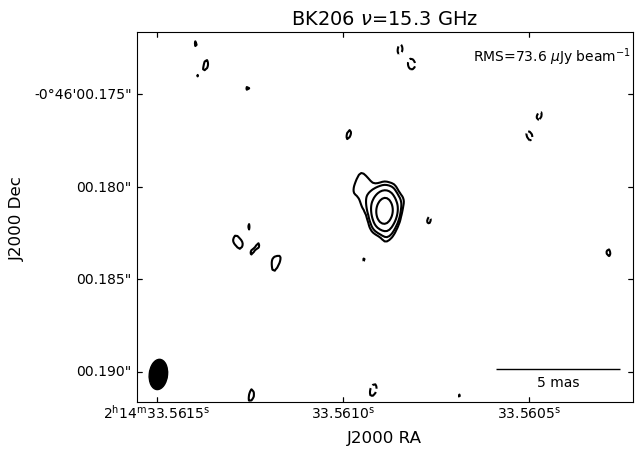 BK206 ν=15.3 GHz
RMS=73.6 μJy beam⁻¹
-0°46'00.175"
00.180"
00.185"
00.190"
J2000 Dec
5 mas
2ʰ14ᵐ33.5615ˢ
33.5610ˢ
33.5605ˢ
J2000 RA